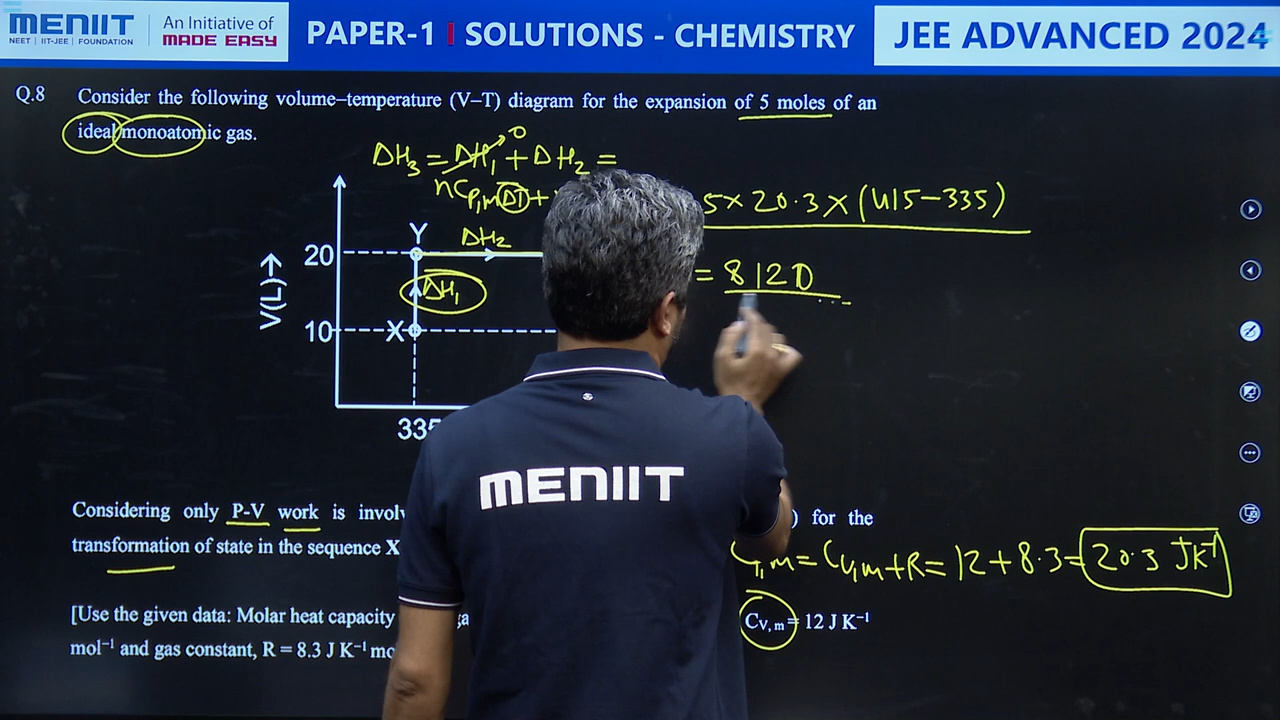 MENIIT
NEET | IIT-JEE | FOUNDATION
An Initiative of
MADE EASY
PAPER-1 | SOLUTIONS - CHEMISTRY
JEE ADVANCED 2024
Q.8 Consider the following volume–temperature (V–T) diagram for the expansion of 5 moles of an
ideal monoatomic gas.
ΔH₃ = ΔH₁ + ΔH₂ =
0
nCp,m ΔT +
5 × 20.3 × (415 – 335)
= 8120
Y
ΔH₂
20
ΔH₁
V(L)→
10
X
335
Considering only P-V work is
transformation of state in the sequence X
) for the
Cv,m + R = 12 + 8.3 = 20.3 JK⁻¹
[Use the given data: Molar heat capacity
Cv, m = 12 J K⁻¹
mol⁻¹ and gas constant, R = 8.3 J K⁻¹
MENIIT